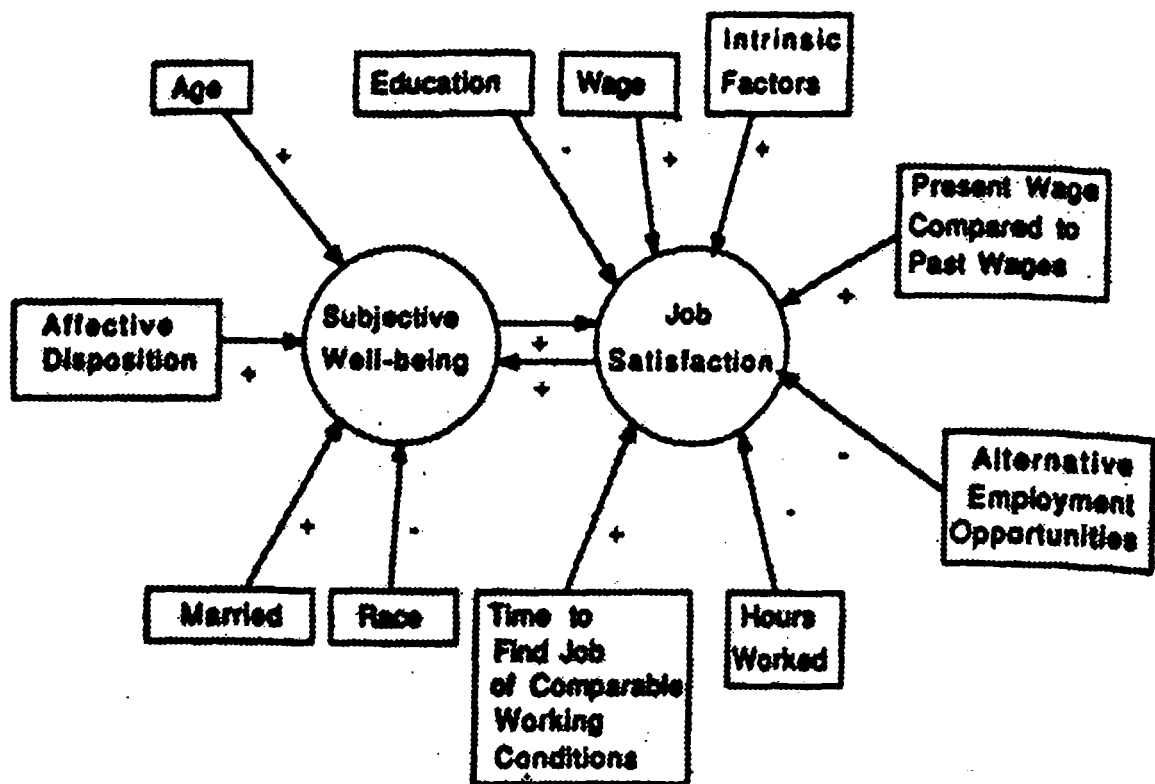 Intrinsic
Factors
Age
Education
Wage
+
-
+
+
Present Wage
Compared to
Past Wages
+
Affective
Disposition
+
Subjective
Well-being
+
+
Job
Satisfaction
-
Alternative
Employment
Opportunities
+
-
+
-
Married
Race
Time to
Find Job
of Comparable
Working
Conditions
Hours
Worked